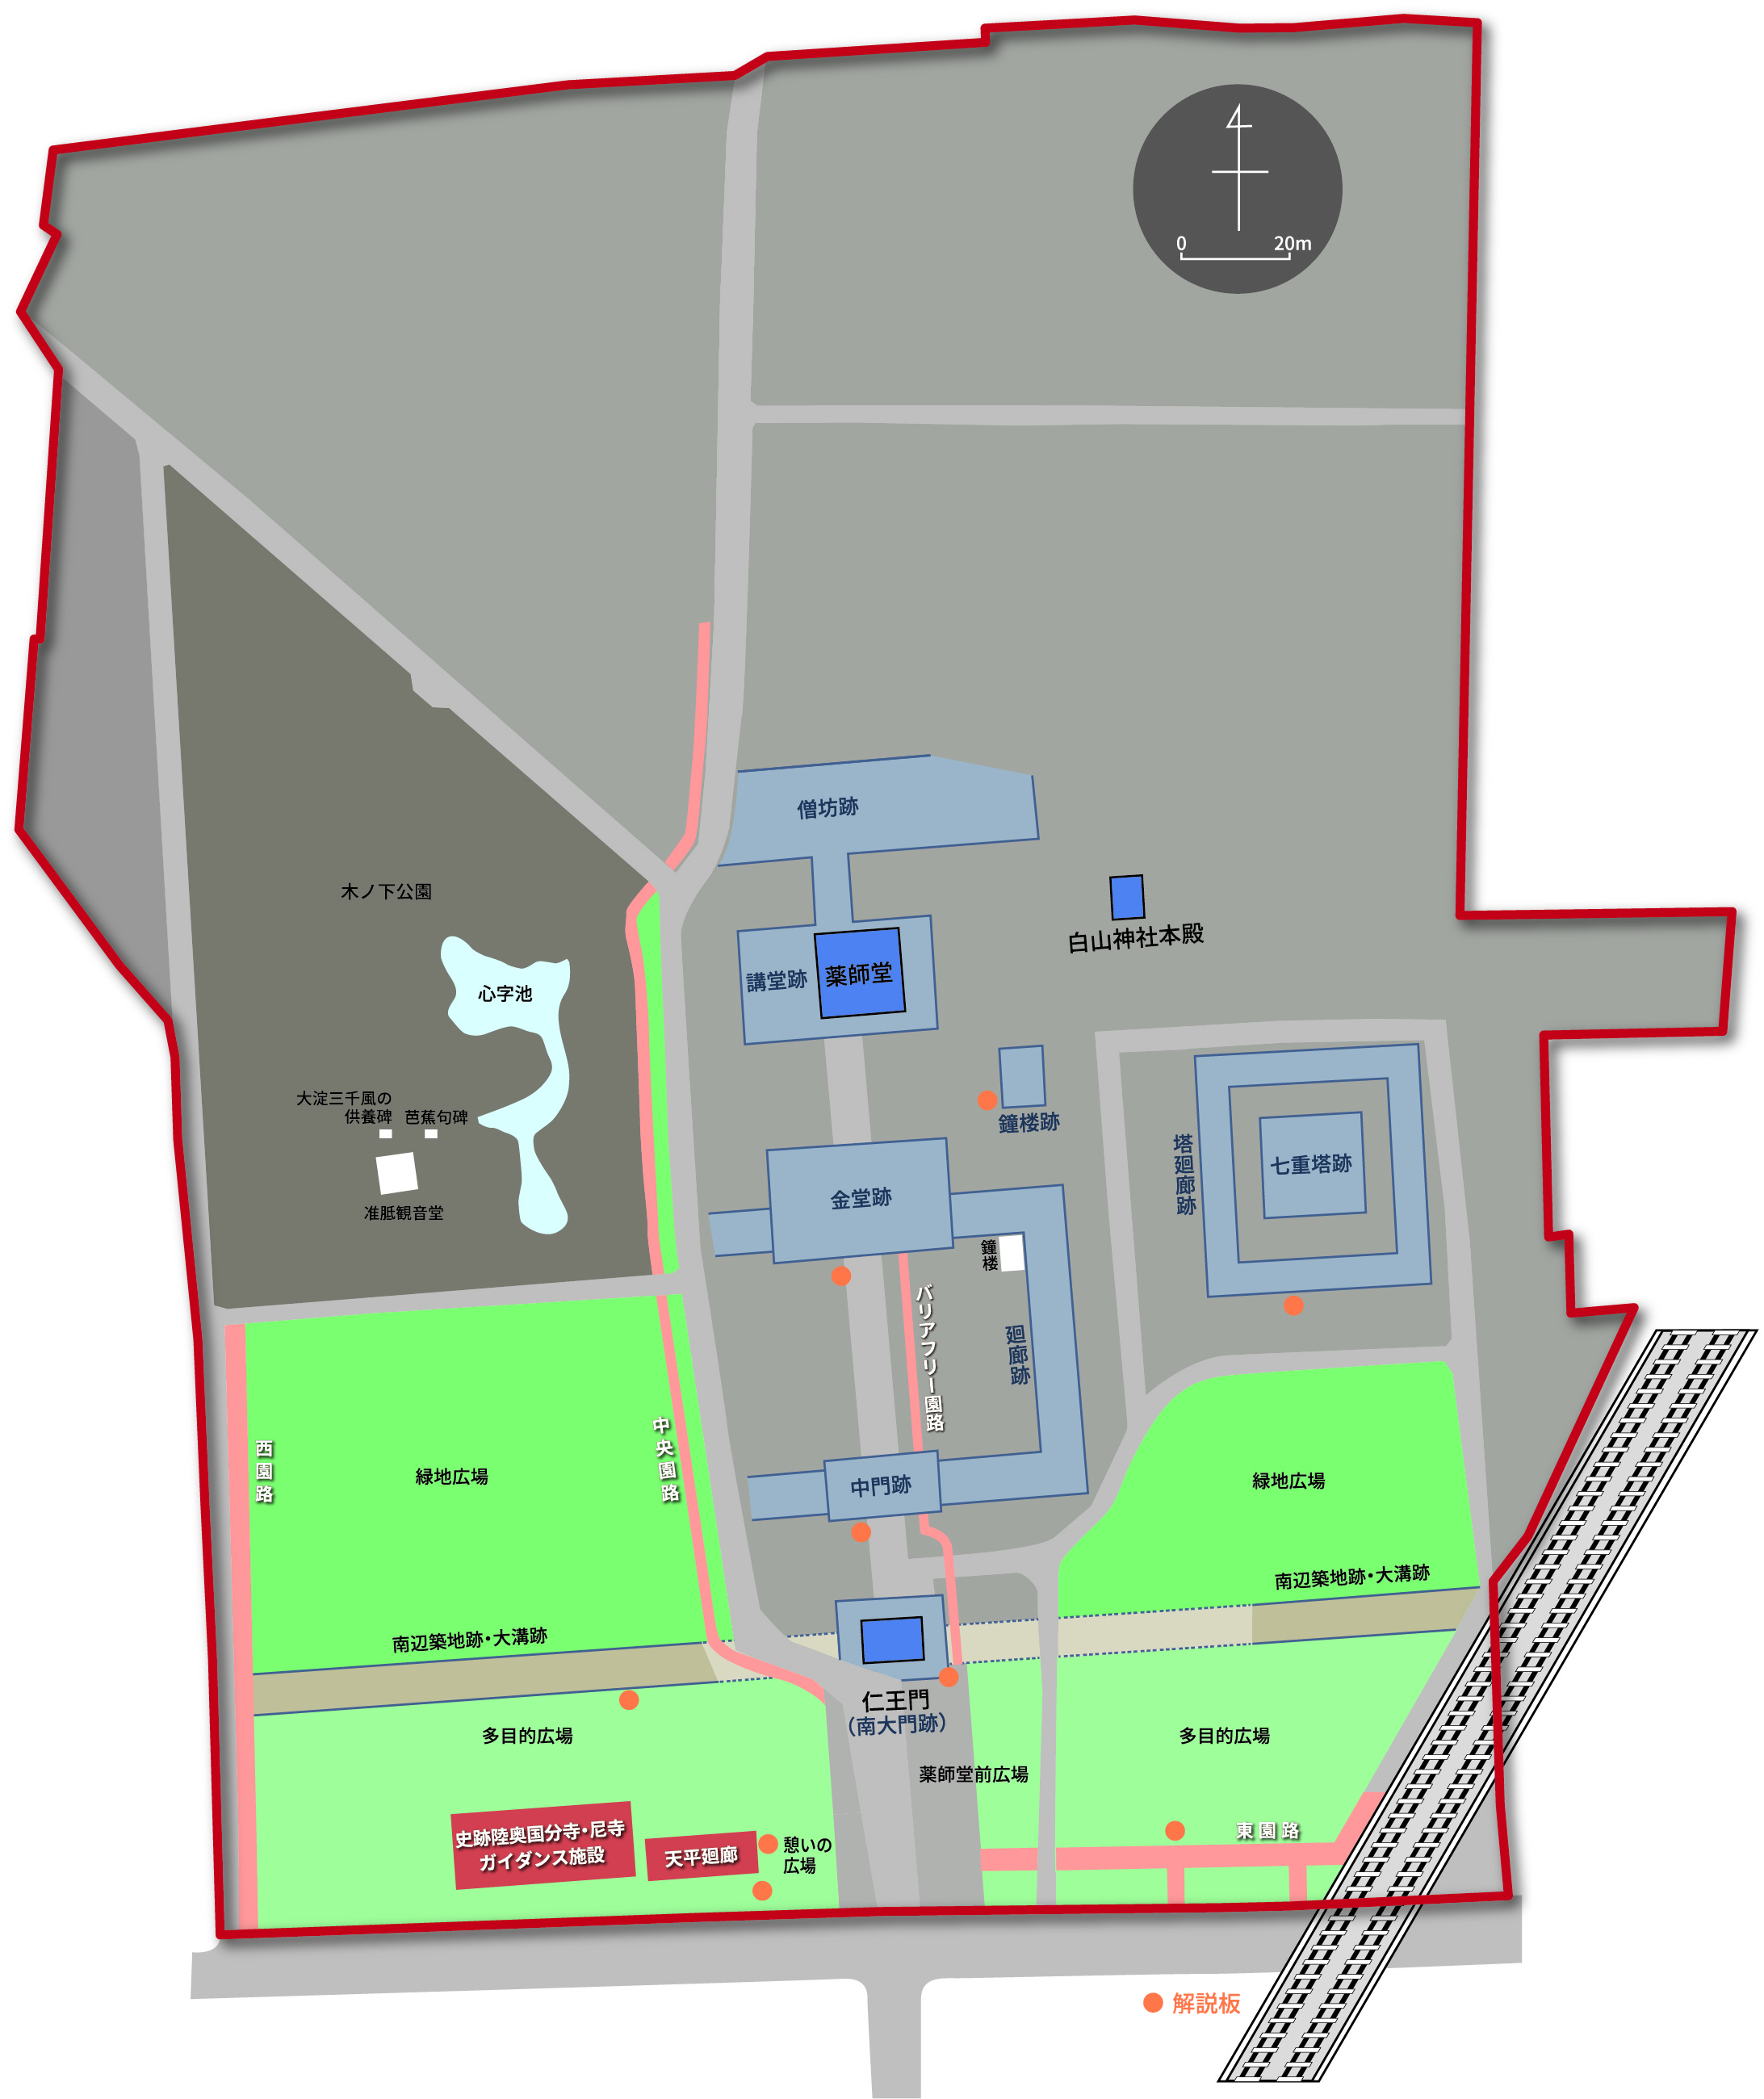 0 20m
僧坊跡
木ノ下公園
白山神社本殿
講堂跡
薬師堂
心字池
大淀三千風の
供養碑
芭蕉句碑
鐘楼跡
塔廻廊跡
七重塔跡
准胝観音堂
金堂跡
鐘楼
バリアフリー園路
廻廊跡
西園路
緑地広場
中央園路
中門跡
緑地広場
南辺築地跡・大溝跡
南辺築地跡・大溝跡
仁王門
（南大門跡）
多目的広場
多目的広場
薬師堂前広場
史跡陸奥国分寺・尼寺
ガイダンス施設
天平廻廊
憩いの
広場
東園路
解説板